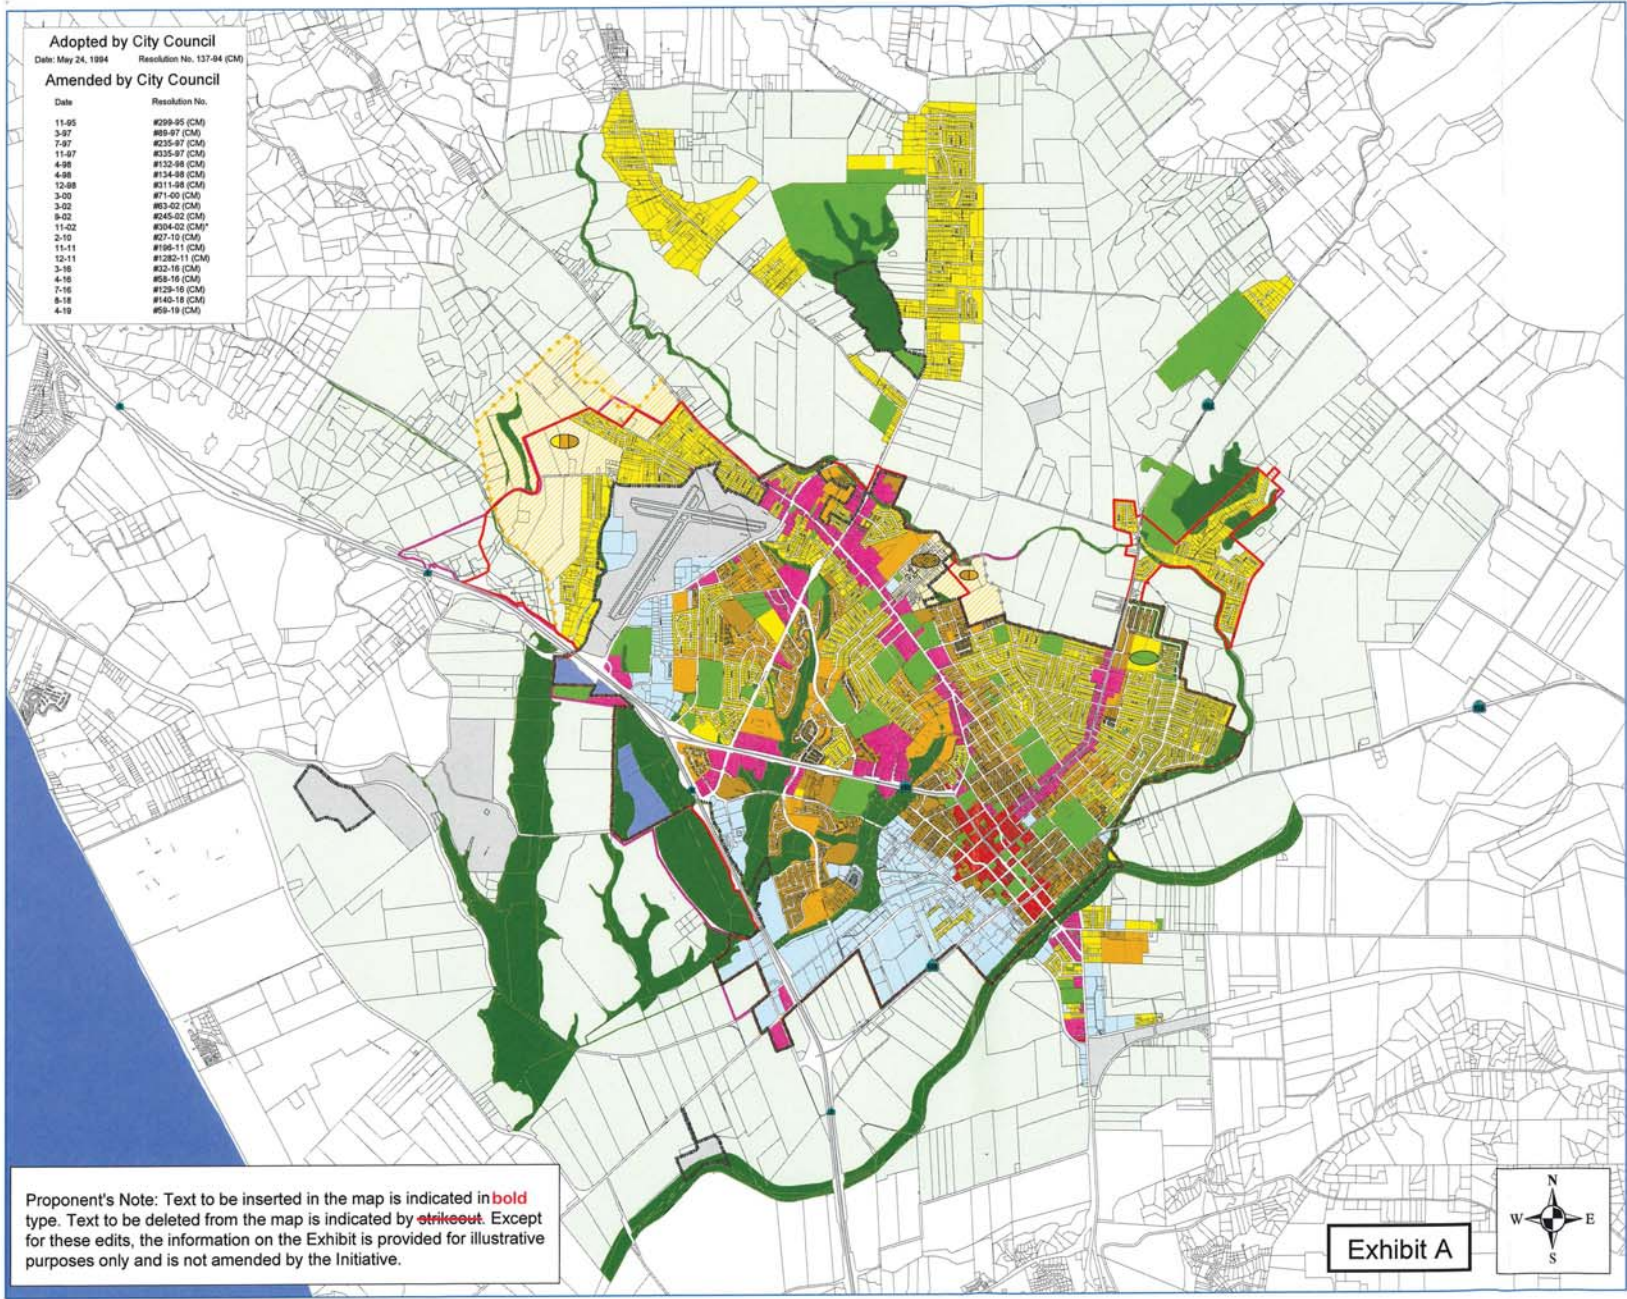 Adopted by City Council
Date: May 24, 1994 Resolution No. 137-94 (CM)
Amended by City Council
Date Resolution No.
11-95 #299-95 (CM)
3-97 #89-97 (CM)
7-97 #235-97 (CM)
11-97 #335-97 (CM)
4-98 #132-98 (CM)
4-98 #134-98 (CM)
12-98 #311-98 (CM)
3-00 #71-00 (CM)
3-02 #63-02 (CM)
9-02 #245-02 (CM)
11-02 #304-02 (CM)*
2-10 #27-10 (CM)
11-11 #196-11 (CM)
12-11 #1282-11 (CM)
3-16 #32-16 (CM)
4-16 #58-16 (CM)
7-16 #129-16 (CM)
8-18 #140-18 (CM)
4-19 #59-19 (CM)
Proponent's Note: Text to be inserted in the map is indicated in bold
type. Text to be deleted from the map is indicated by strikeout. Except
for these edits, the information on the Exhibit is provided for illustrative
purposes only and is not amended by the Initiative.
Exhibit A
N
W E
S